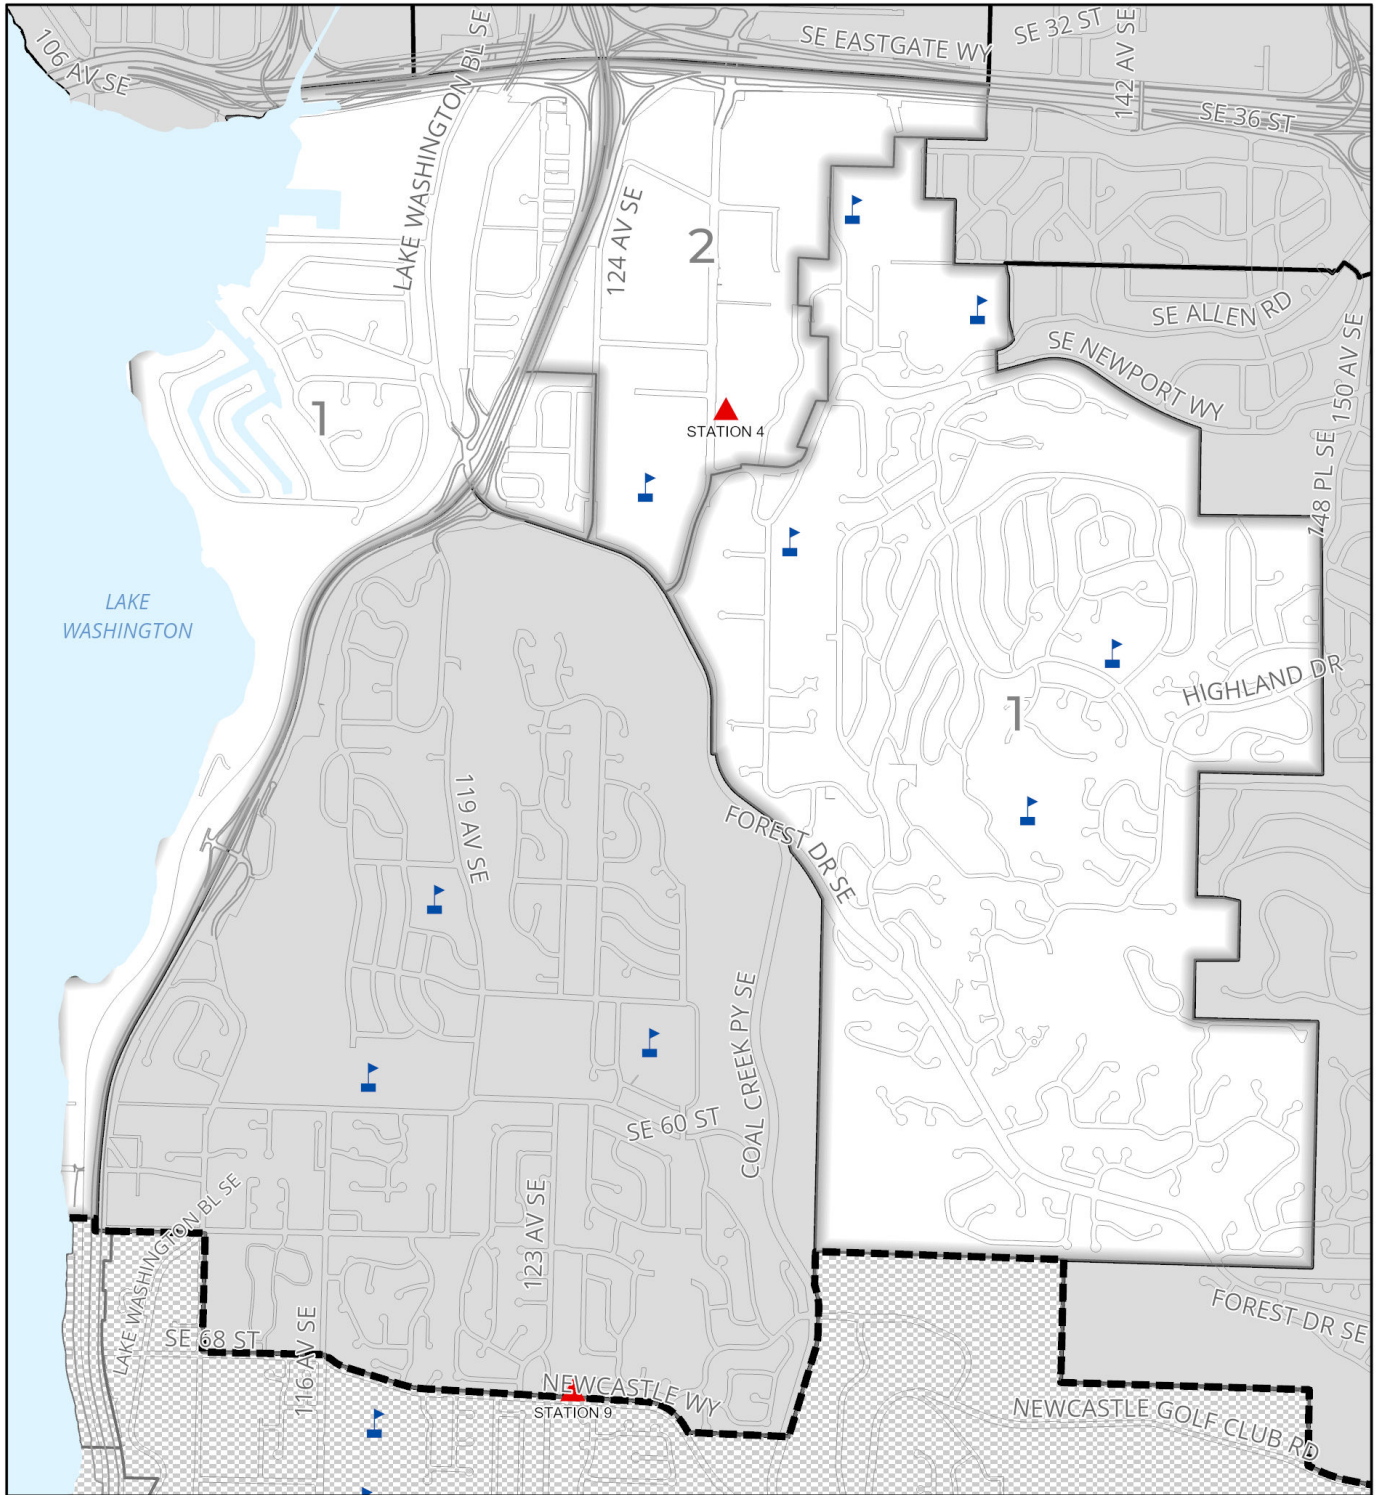 106 AV SE
LAKE WASHINGTON BL SE
SE EASTGATE WY
SE 32 ST
142 AV SE
SE 36 ST
124 AV SE
2
SE ALLEN RD
SE NEWPORT WY
150 AV SE
1
STATION 4
148 PL SE
LAKE
WASHINGTON
HIGHLAND DR
1
119 AV SE
FOREST DR SE
COAL CREEK PY SE
SE 60 ST
LAKE WASHINGTON BL SE
123 AV SE
116 AV SE
SE 68 ST
FOREST DR SE
NEWCASTLE WY
STATION 9
NEWCASTLE GOLF CLUB RD